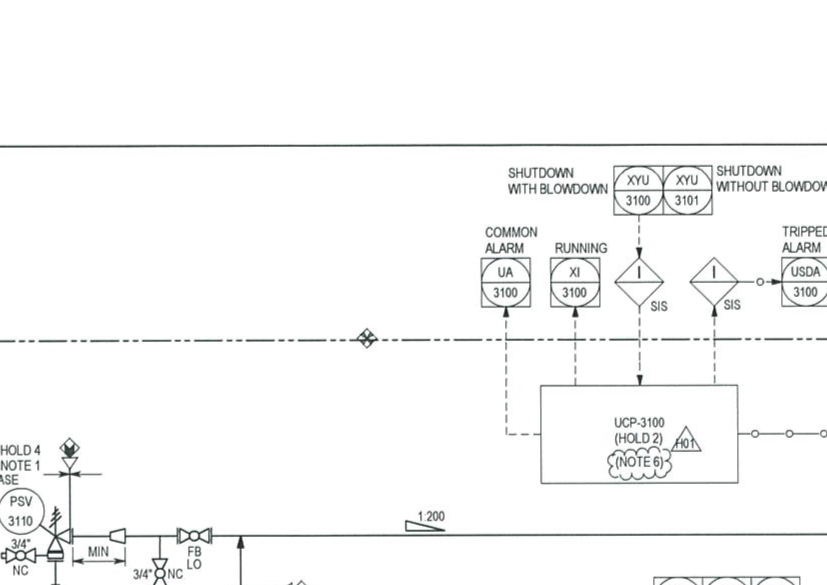 SHUTDOWN
WITH BLOWDOWN
XYU
3100
XYU
3101
SHUTDOWN
WITHOUT BLOWDOW
COMMON
ALARM
UA
3100
RUNNING
XI
3100
I
SIS
I
SIS
TRIPPED
ALARM
USDA
3100
UCP-3100
(HOLD 2)
H01
(NOTE 6)
HOLD 4
NOTE 1
ASE
PSV
3110
3/4"
NC
MIN
3/4"
NC
FB
LO
1:200